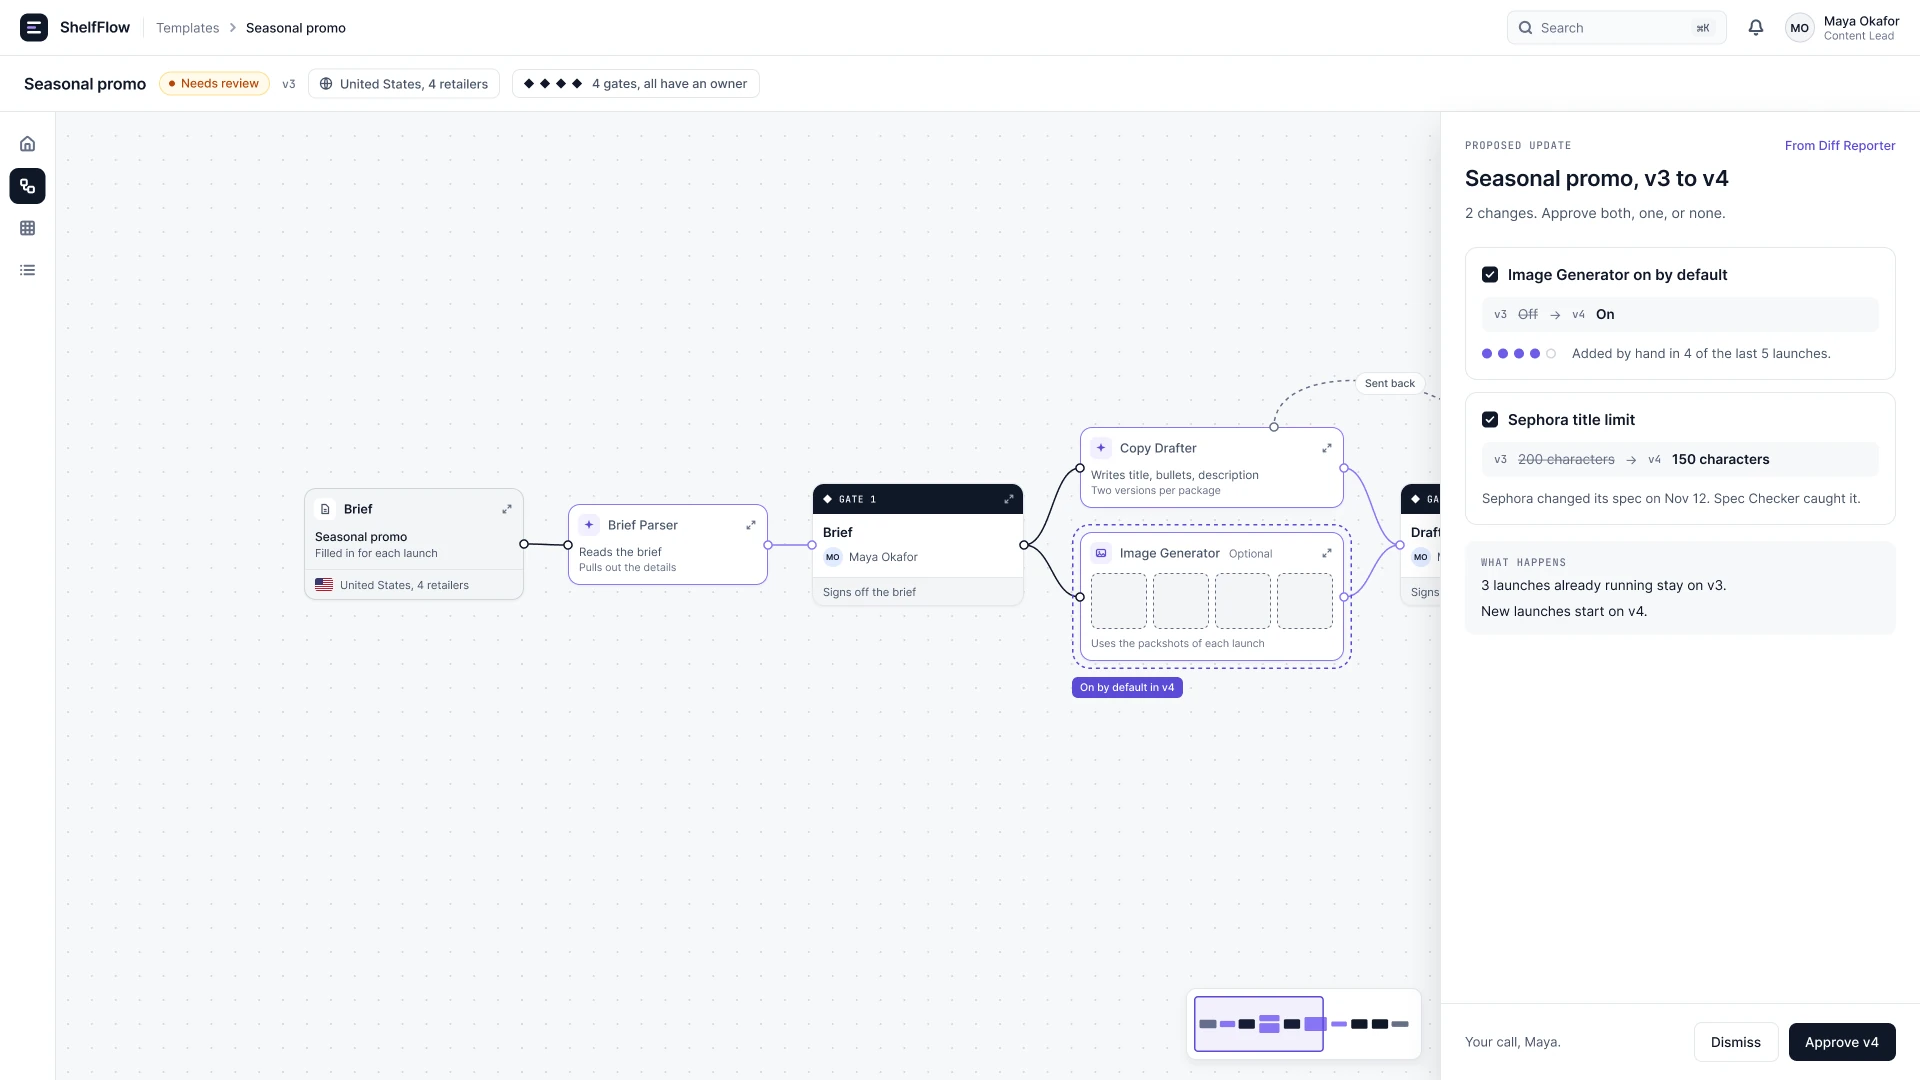 ShelfFlow
Templates > Seasonal promo
Search ⌘K
MO
Maya Okafor
Content Lead
Seasonal promo
Needs review
v3
United States, 4 retailers
4 gates, all have an owner
Brief
Seasonal promo
Filled in for each launch
United States, 4 retailers
Brief Parser
Reads the brief
Pulls out the details
GATE 1
Brief
MO Maya Okafor
Signs off the brief
Sent back
Copy Drafter
Writes title, bullets, description
Two versions per package
Image Generator Optional
Uses the packshots of each launch
On by default in v4
GA
Draft
MO
Signs
PROPOSED UPDATE
From Diff Reporter
Seasonal promo, v3 to v4
2 changes. Approve both, one, or none.
Image Generator on by default
v3 Off → v4 On
Added by hand in 4 of the last 5 launches.
Sephora title limit
v3 200 characters → v4 150 characters
Sephora changed its spec on Nov 12. Spec Checker caught it.
WHAT HAPPENS
3 launches already running stay on v3.
New launches start on v4.
Your call, Maya.
Dismiss
Approve v4